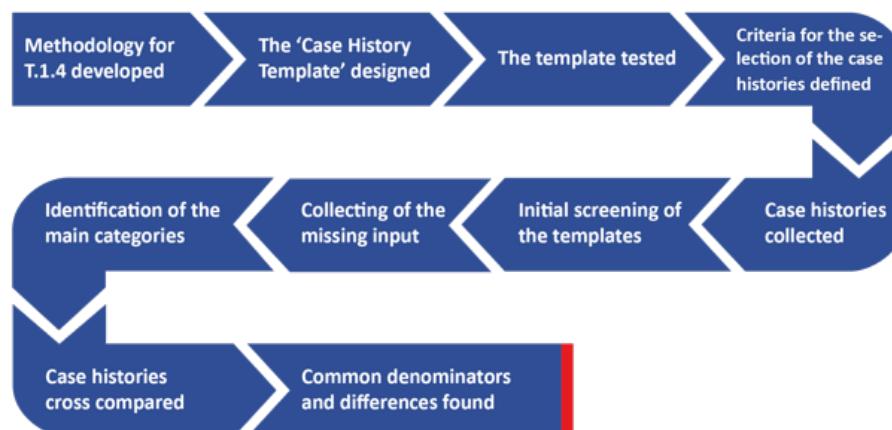 Methodology for
T.1.4 developed
The ‘Case History
Template’ designed
The template tested
Criteria for the se-
lection of the case
histories defined
Case histories
collected
Initial screening of
the templates
Collecting of the
missing input
Identification of the
main categories
Case histories
cross compared
Common denominators
and differences found